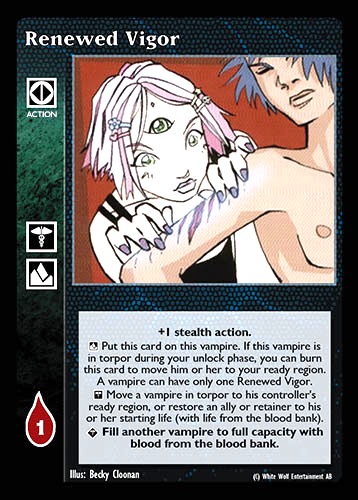 Renewed Vigor
ACTION
+1 stealth action.
Put this card on this vampire. If this vampire is
in torpor during your unlock phase, you can burn
this card to move him or her to your ready region.
A vampire can have only one Renewed Vigor.
Move a vampire in torpor to his controller's
ready region, or restore an ally or retainer to his
or her starting life (with life from the blood bank).
Fill another vampire to full capacity with
blood from the blood bank.
1
Illus: Becky Cloonan
(C) White Wolf Entertainment AB